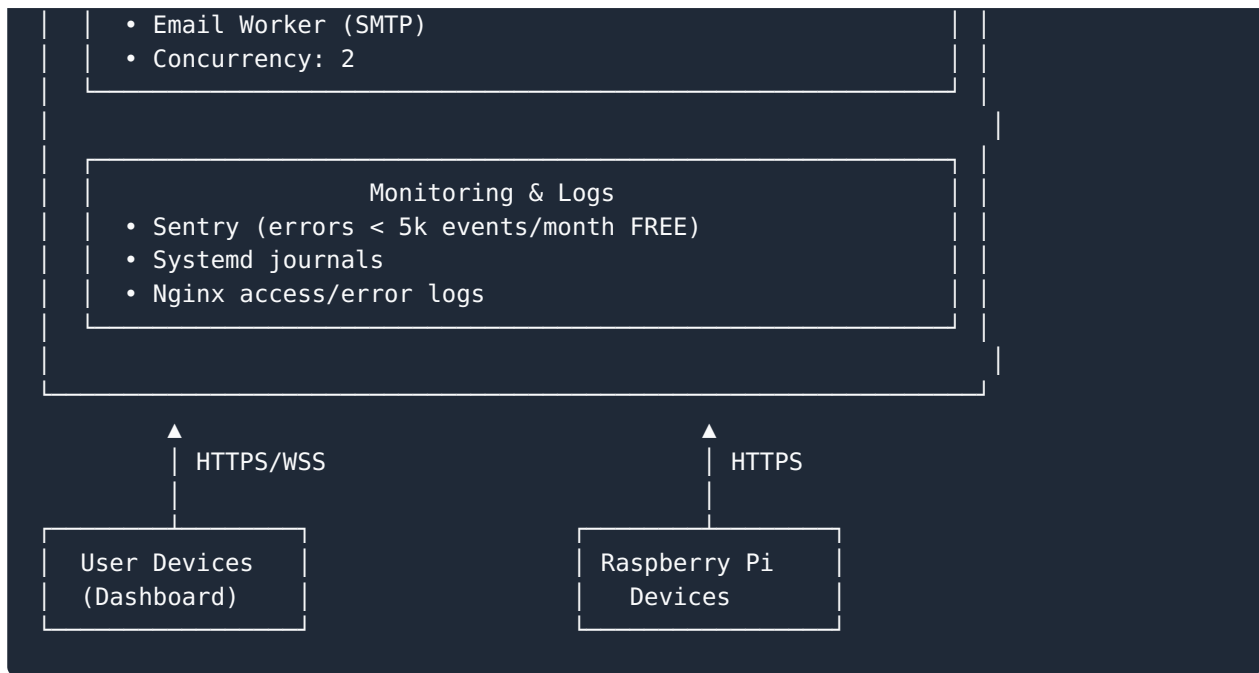 • Email Worker (SMTP)
• Concurrency: 2
Monitoring & Logs
• Sentry (errors < 5k events/month FREE)
• Systemd journals
• Nginx access/error logs
HTTPS/WSS HTTPS
User Devices Raspberry Pi
(Dashboard) Devices